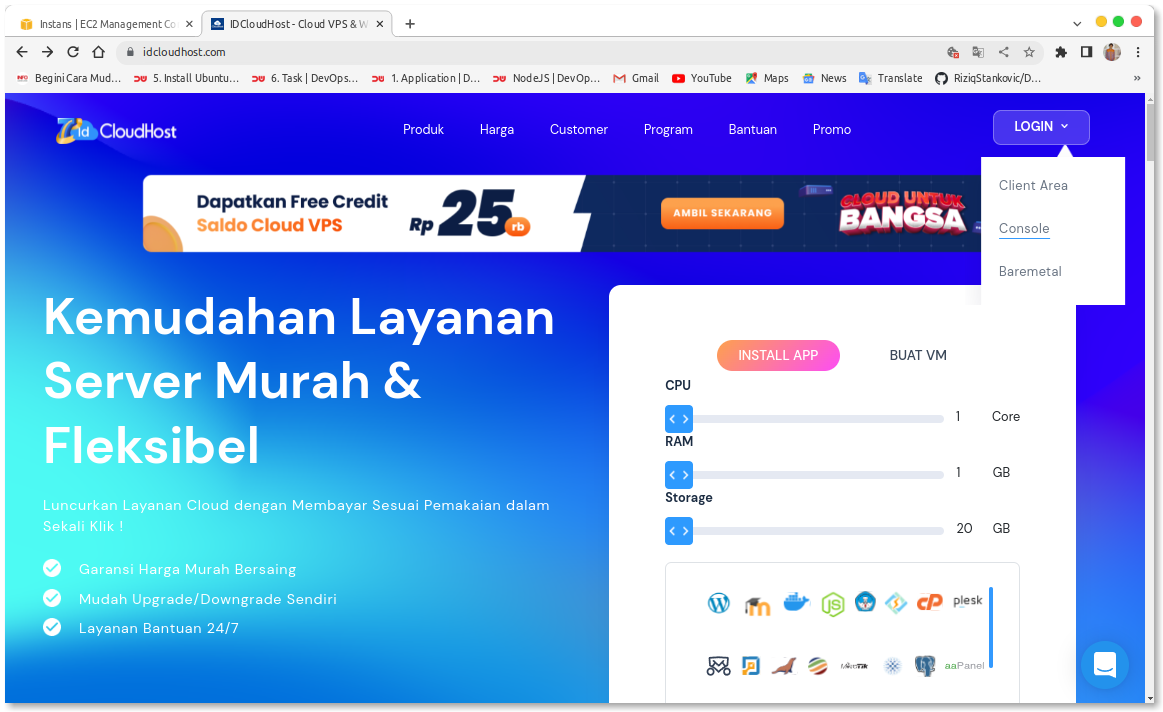 Instans | EC2 Management Co
IDCloudHost - Cloud VPS & W
idcloudhost.com
BeginiCara Mud...
5. Install Ubuntu...
6. Task | DevOps...
1. Application | D...
NodeJS | DevOp...
Gmail
YouTube
Maps
News
Translate
RiziqStankovic/D...
id CloudHost
Produk
Harga
Customer
Program
Bantuan
Promo
LOGIN
Client Area
Console
Baremetal
Dapatkan Free Credit
Saldo Cloud VPS
Rp 25 rb
AMBIL SEKARANG
CLOUD UNTUK
BANGSA
Kemudahan Layanan
Server Murah &
Fleksibel
Luncurkan Layanan Cloud dengan Membayar Sesuai Pemakaian dalam
Sekali Klik !
Garansi Harga Murah Bersaing
Mudah Upgrade/Downgrade Sendiri
Layanan Bantuan 24/7
INSTALL APP
BUAT VM
CPU
1 Core
RAM
1 GB
Storage
20 GB
plesk
MikroTik
aaPanel